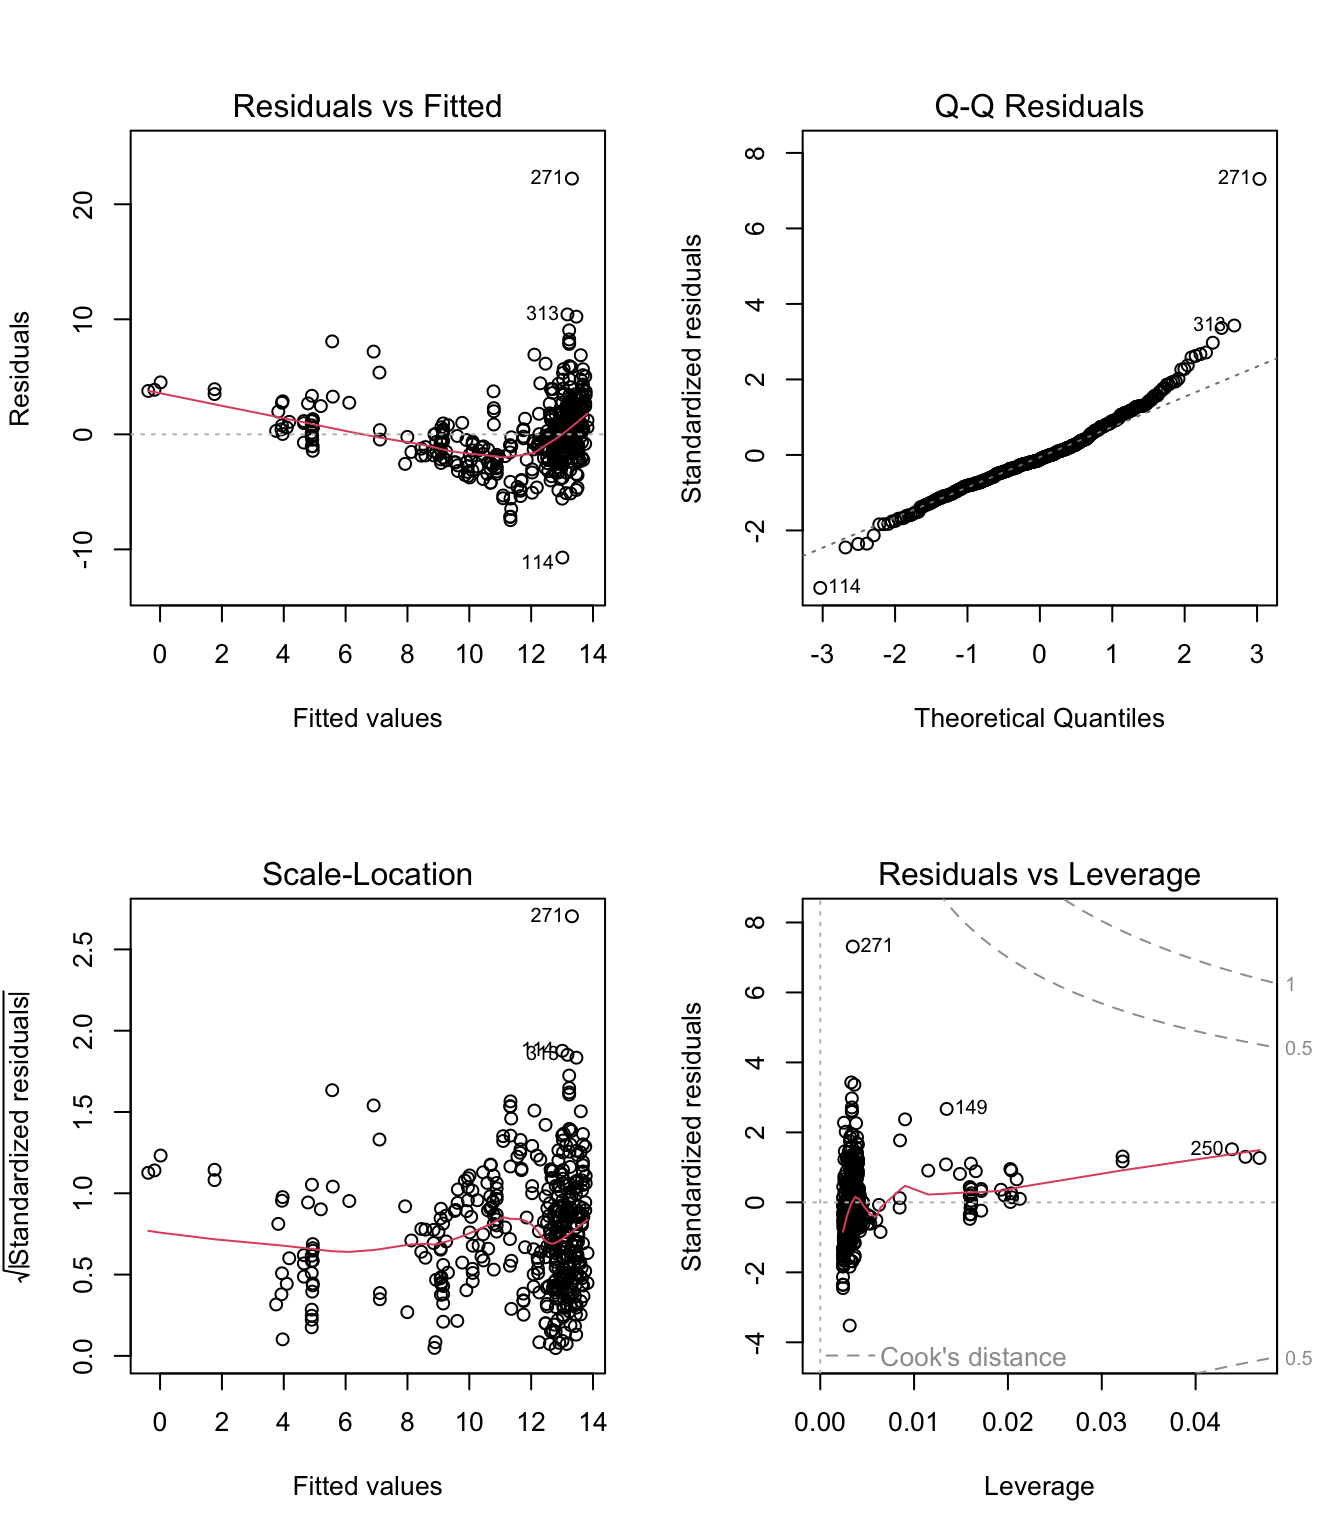 Residuals vs Fitted
Residuals
20
10
0
-10
271
313
114
0 2 4 6 8 10 12 14
Fitted values
Q-Q Residuals
Standardized residuals
8
6
4
2
0
-2
271
313
114
-3 -2 -1 0 1 2 3
Theoretical Quantiles
Scale-Location
√|Standardized residuals|
2.5
2.0
1.5
1.0
0.5
0.0
271
114
313
0 2 4 6 8 10 12 14
Fitted values
Residuals vs Leverage
Standardized residuals
8
6
4
2
0
-2
-4
271
149
250
1
0.5
0.5
Cook's distance
0.00 0.01 0.02 0.03 0.04
Leverage